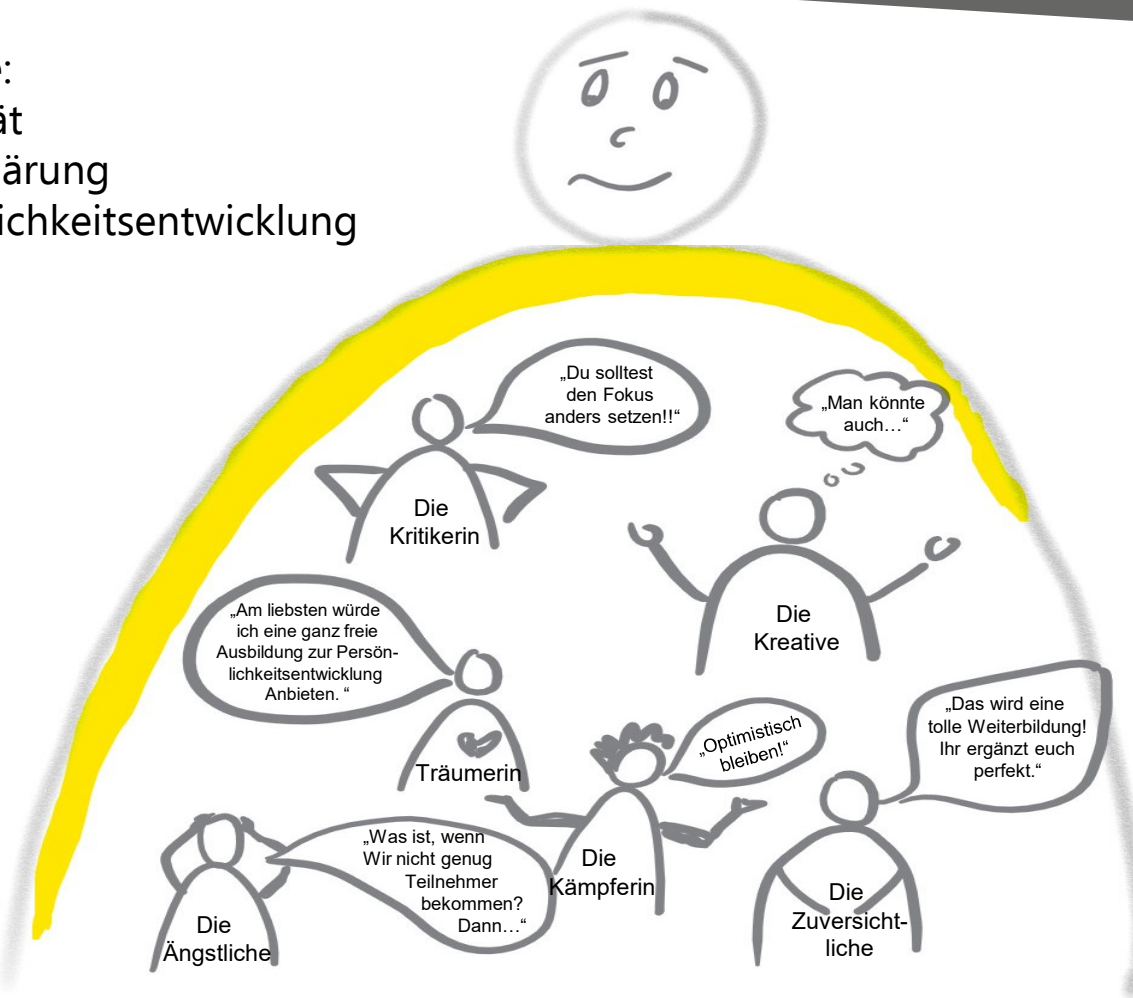 :
ät
ärung
lichkeitsentwicklung
„Du solltest
den Fokus
anders setzen!!“
„Man könnte
auch…“
Die
Kritikerin
„Am liebsten würde
ich eine ganz freie
Ausbildung zur Persön-
lichkeitsentwicklung
Anbieten. “
Die
Kreative
Träumerin
„Optimistisch
bleiben!“
„Das wird eine
tolle Weiterbildung!
Ihr ergänzt euch
perfekt.“
„Was ist, wenn
Wir nicht genug
Teilnehmer
bekommen?
Dann…“
Die
Kämpferin
Die
Zuversicht-
liche
Die
Ängstliche